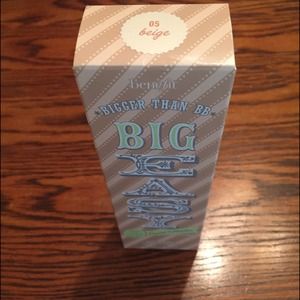 05
beige
benefit
BIGGER THAN BB
BIG
EASY